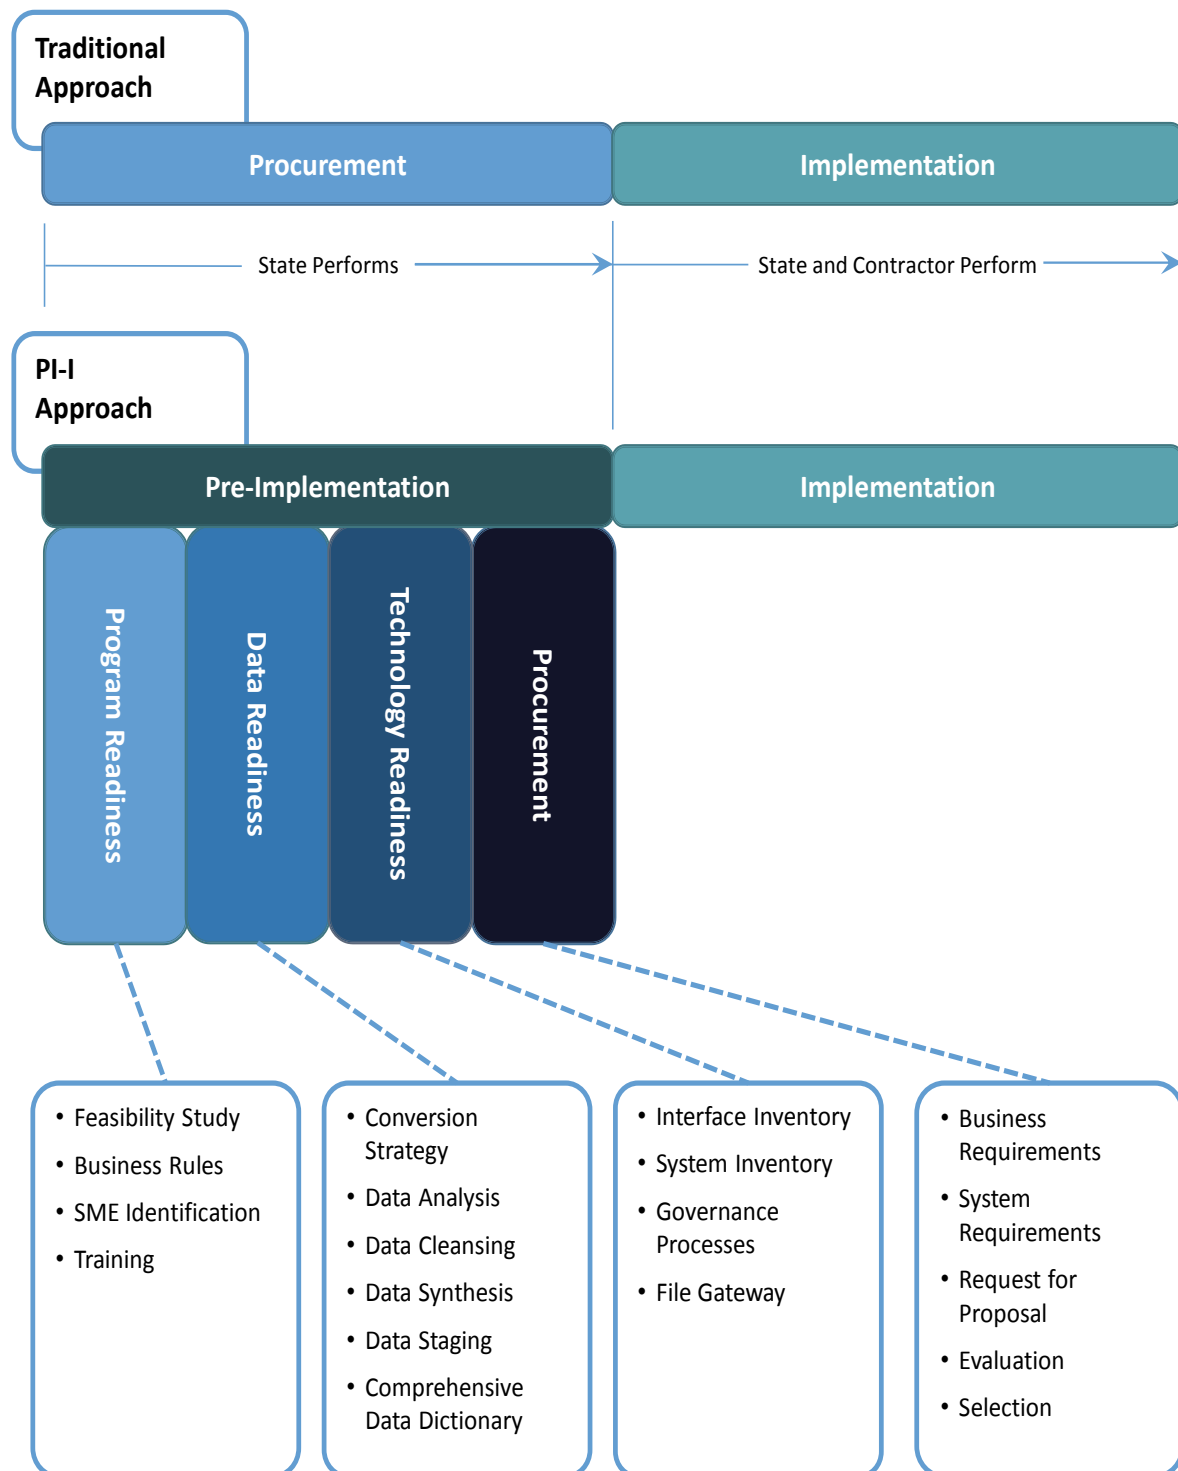 Traditional
Approach
Procurement
Implementation
State Performs
State and Contractor Perform
PI-I
Approach
Pre-Implementation
Implementation
Program Readiness
Data Readiness
Technology Readiness
Procurement
• Feasibility Study
• Business Rules
• SME Identification
• Training
• Conversion
Strategy
• Data Analysis
• Data Cleansing
• Data Synthesis
• Data Staging
• Comprehensive
Data Dictionary
• Interface Inventory
• System Inventory
• Governance
Processes
• File Gateway
• Business
Requirements
• System
Requirements
• Request for
Proposal
• Evaluation
• Selection